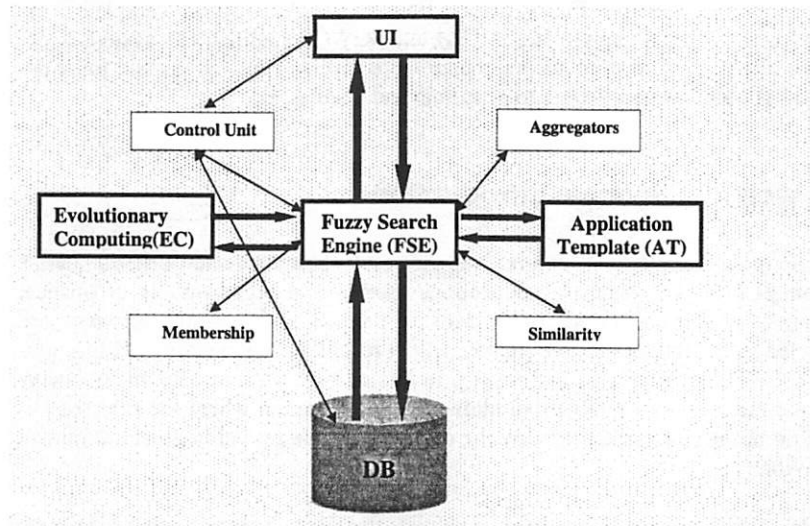 UI
Control Unit
Aggregators
Evolutionary
Computing(EC)
Fuzzy Search
Engine (FSE)
Application
Template (AT)
Membership
Similarity
DB